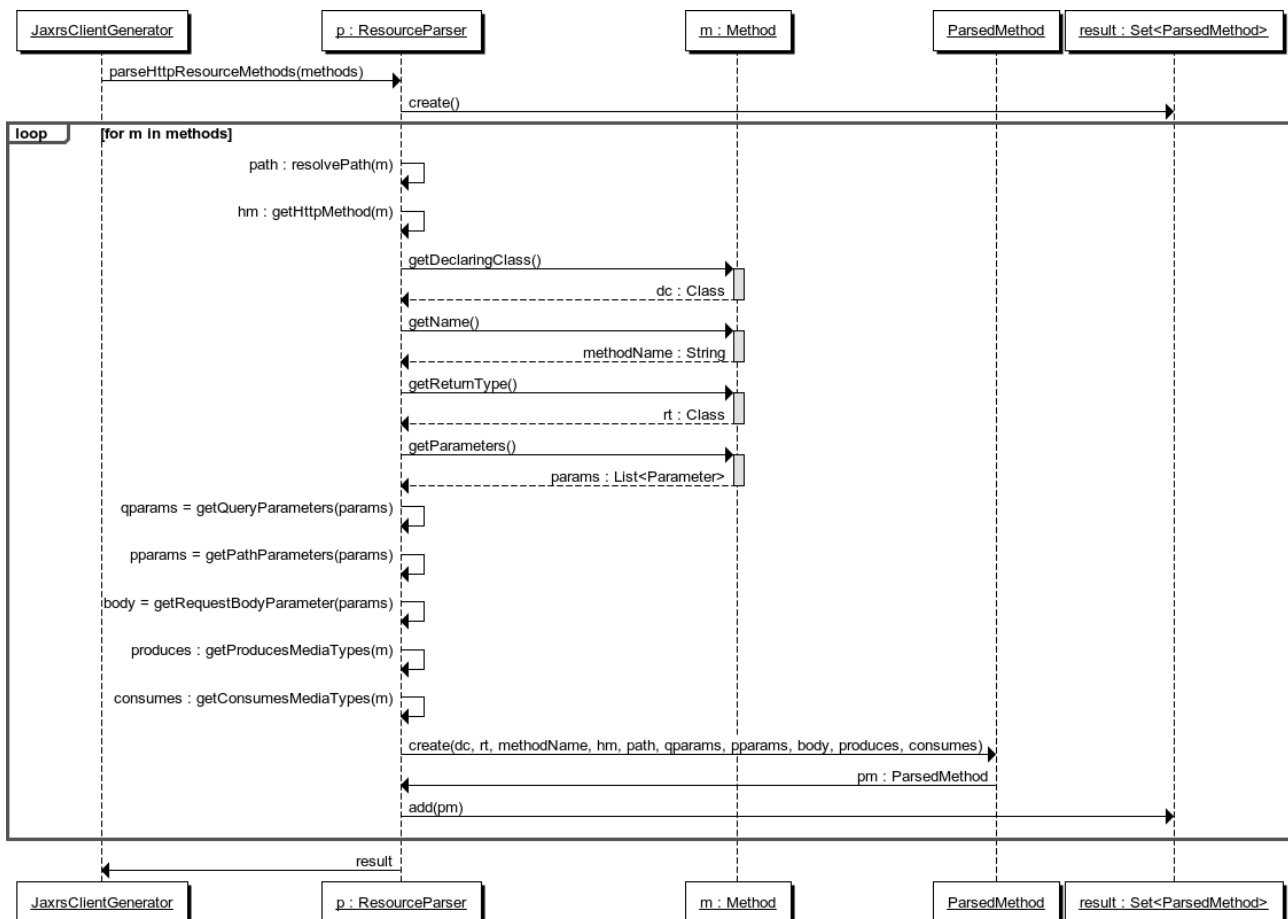 JaxrsClientGenerator
p : ResourceParser
m : Method
ParsedMethod
result : Set<ParsedMethod>
parseHttpResourceMethods(methods)
create()
loop
[for m in methods]
path : resolvePath(m)
hm : getHttpMethod(m)
getDeclaringClass()
dc : Class
getName()
methodName : String
getReturnType()
rt : Class
getParameters()
params : List<Parameter>
qparams = getQueryParameters(params)
pparams = getPathParameters(params)
body = getRequestBodyParameter(params)
produces : getProducesMediaTypes(m)
consumes : getConsumesMediaTypes(m)
create(dc, rt, methodName, hm, path, qparams, pparams, body, produces, consumes)
pm : ParsedMethod
add(pm)
result
JaxrsClientGenerator
p : ResourceParser
m : Method
ParsedMethod
result : Set<ParsedMethod>